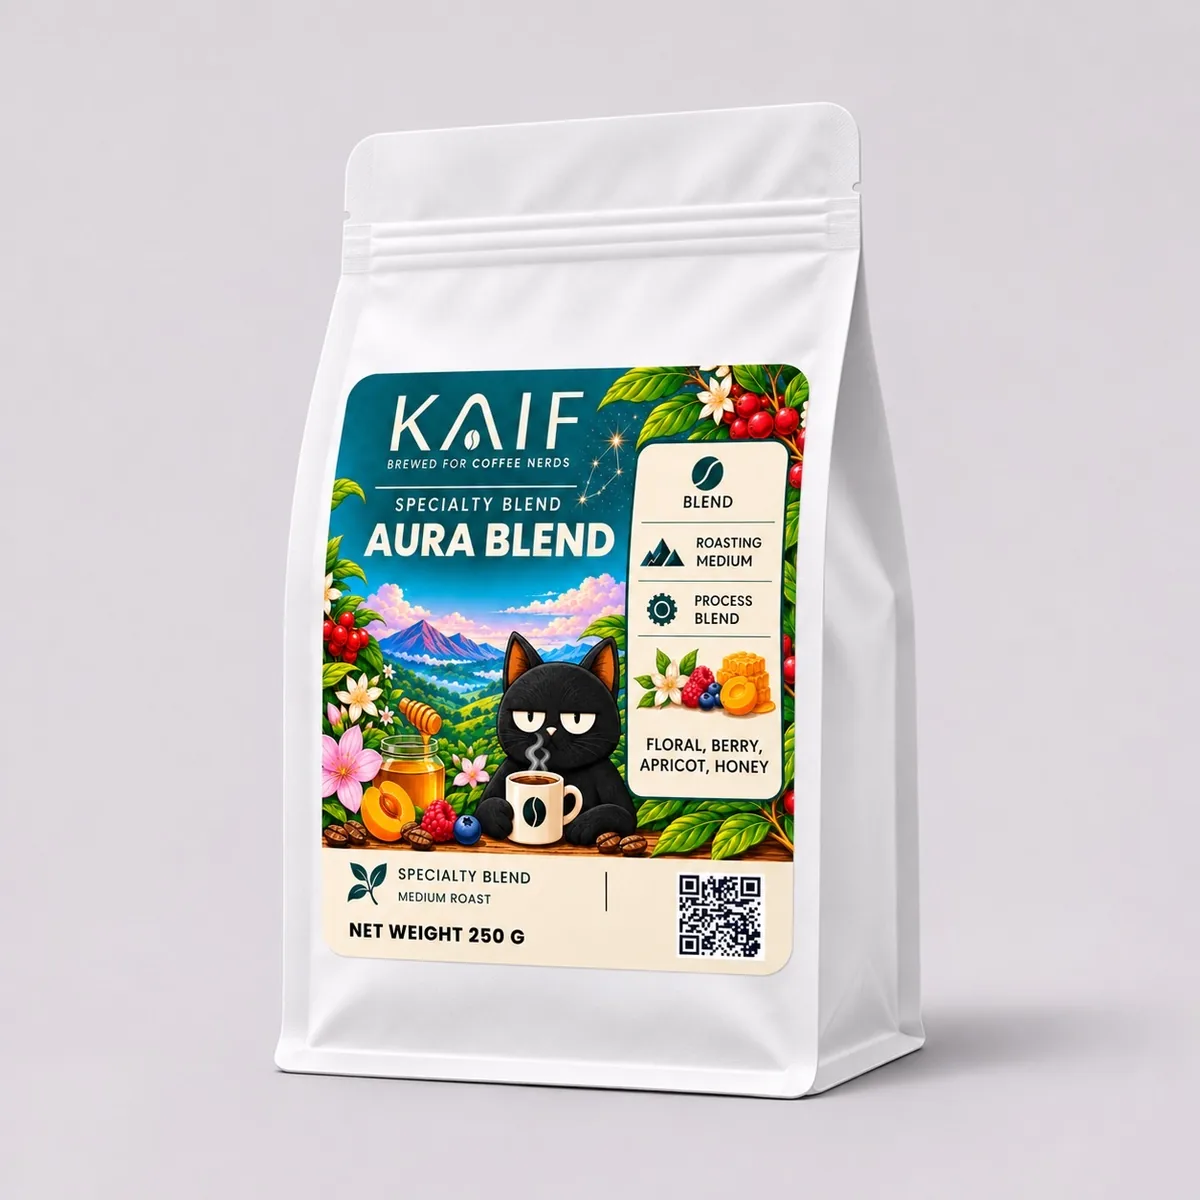 KAIF
BREWED FOR COFFEE NERDS
SPECIALTY BLEND
AURA BLEND
BLEND
ROASTING
MEDIUM
PROCESS
BLEND
FLORAL, BERRY,
APRICOT, HONEY
SPECIALTY BLEND
MEDIUM ROAST
NET WEIGHT 250 G